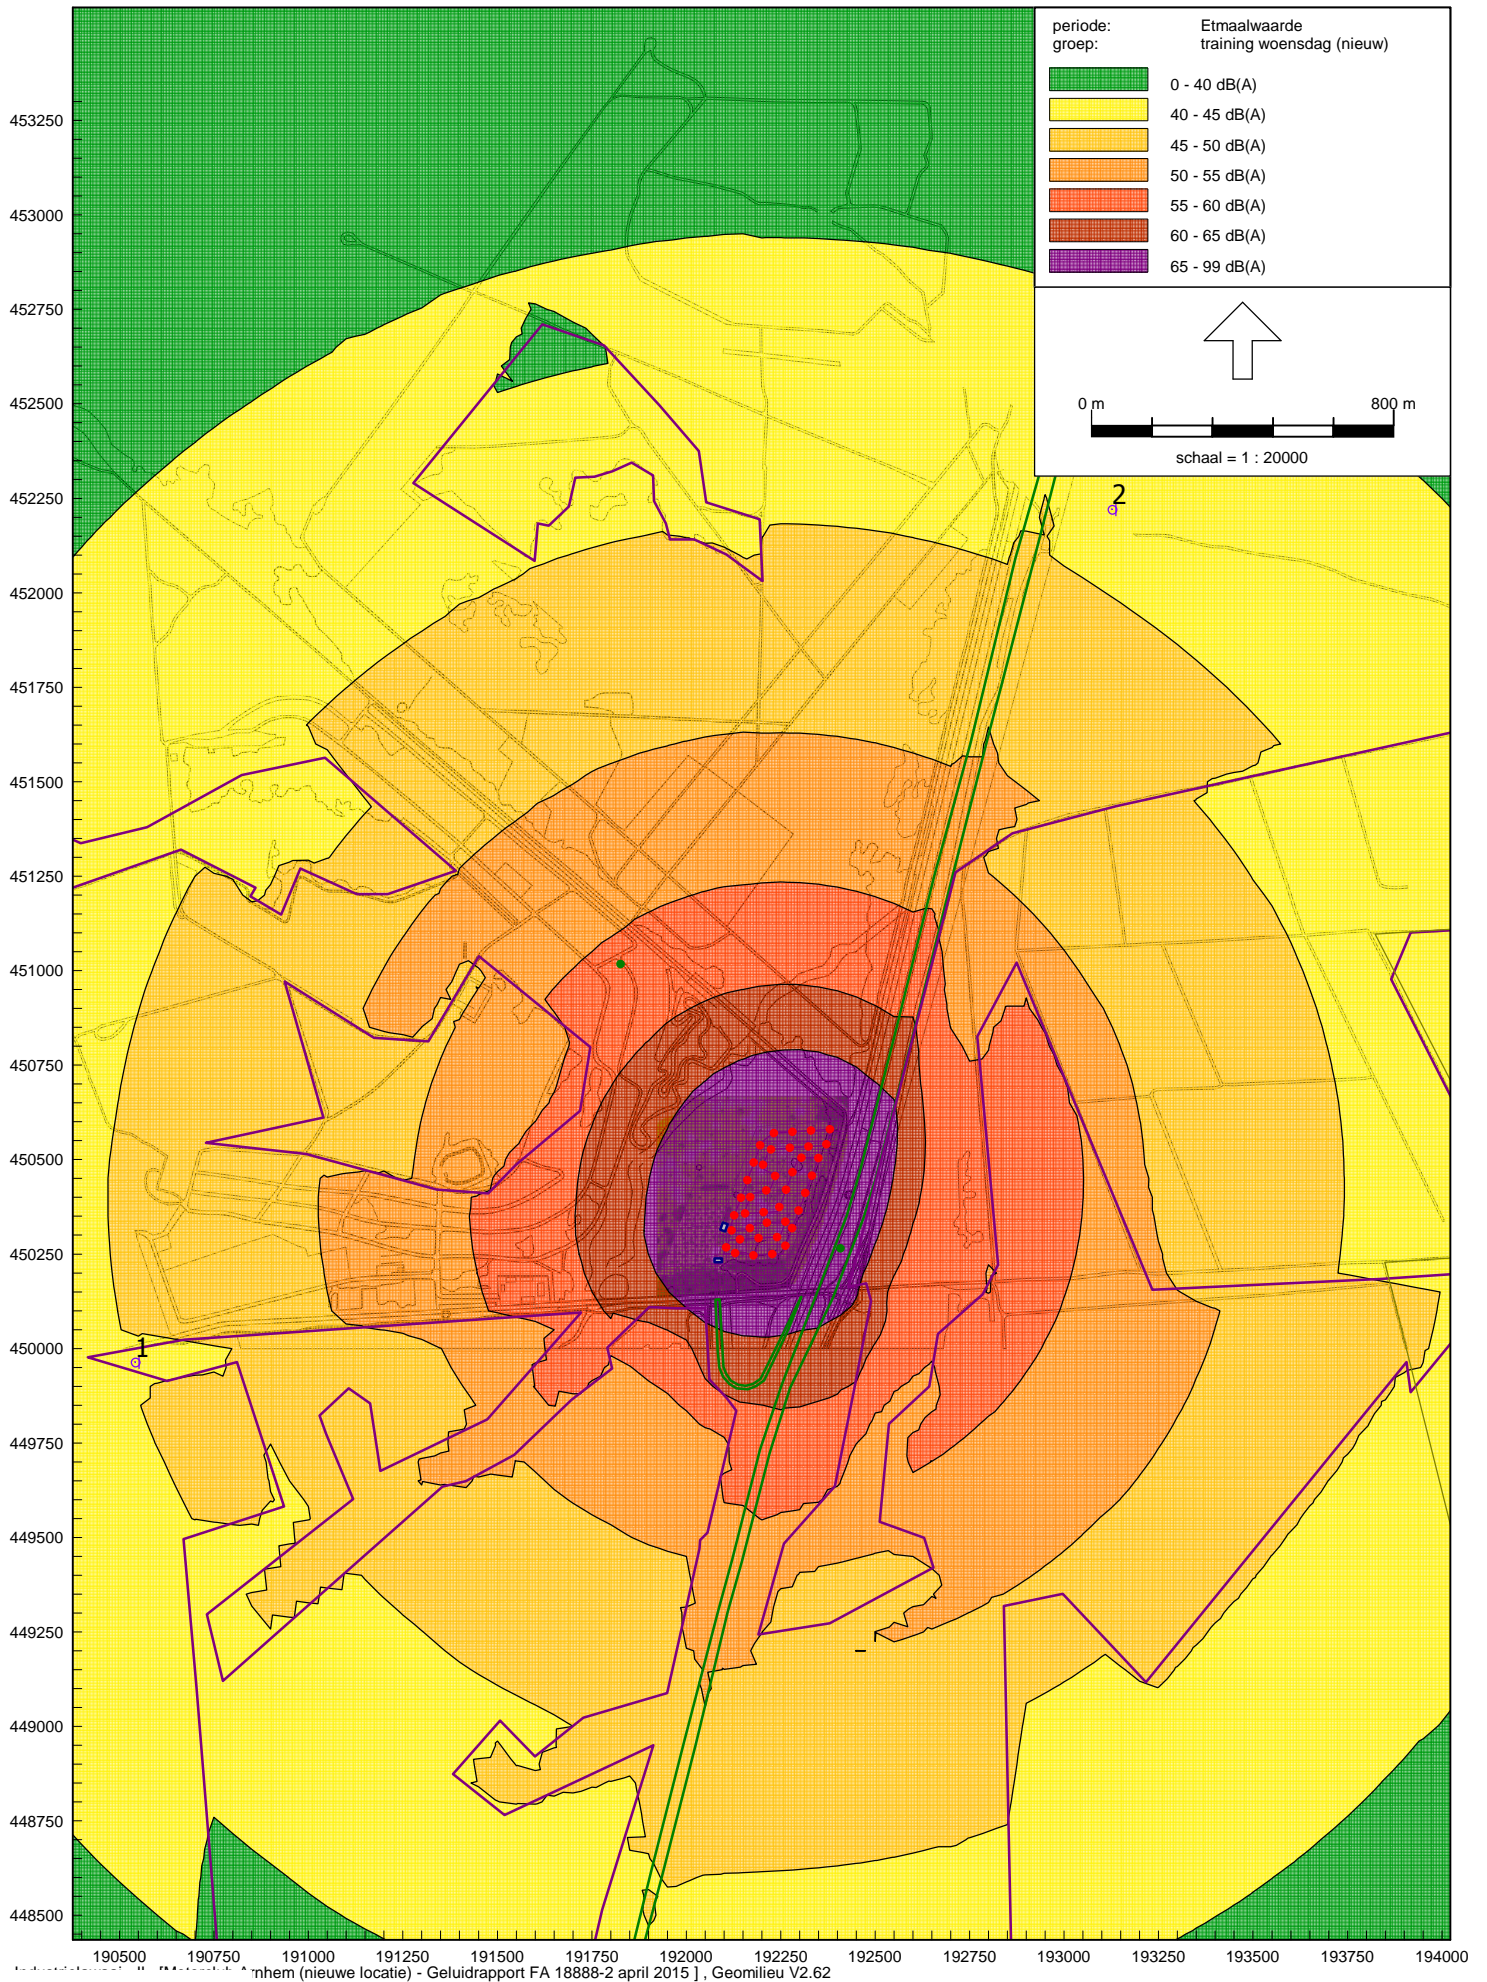 periode: Etmaalwaarde
groep: training woensdag (nieuw)
0 - 40 dB(A)
40 - 45 dB(A)
45 - 50 dB(A)
50 - 55 dB(A)
55 - 60 dB(A)
60 - 65 dB(A)
65 - 99 dB(A)
0 m 800 m
schaal = 1 : 20000
453250
453000
452750
452500
452250
452000
451750
451500
451250
451000
450750
450500
450250
450000
449750
449500
449250
449000
448750
448500
2
1
190500 190750 191000 191250 191500 191750 192000 192250 192500 192750 193000 193250 193500 193750 194000
(nieuwe locatie) - Geluidrapport FA 18888-2 april 2015 ] , Geomilieu V2.62